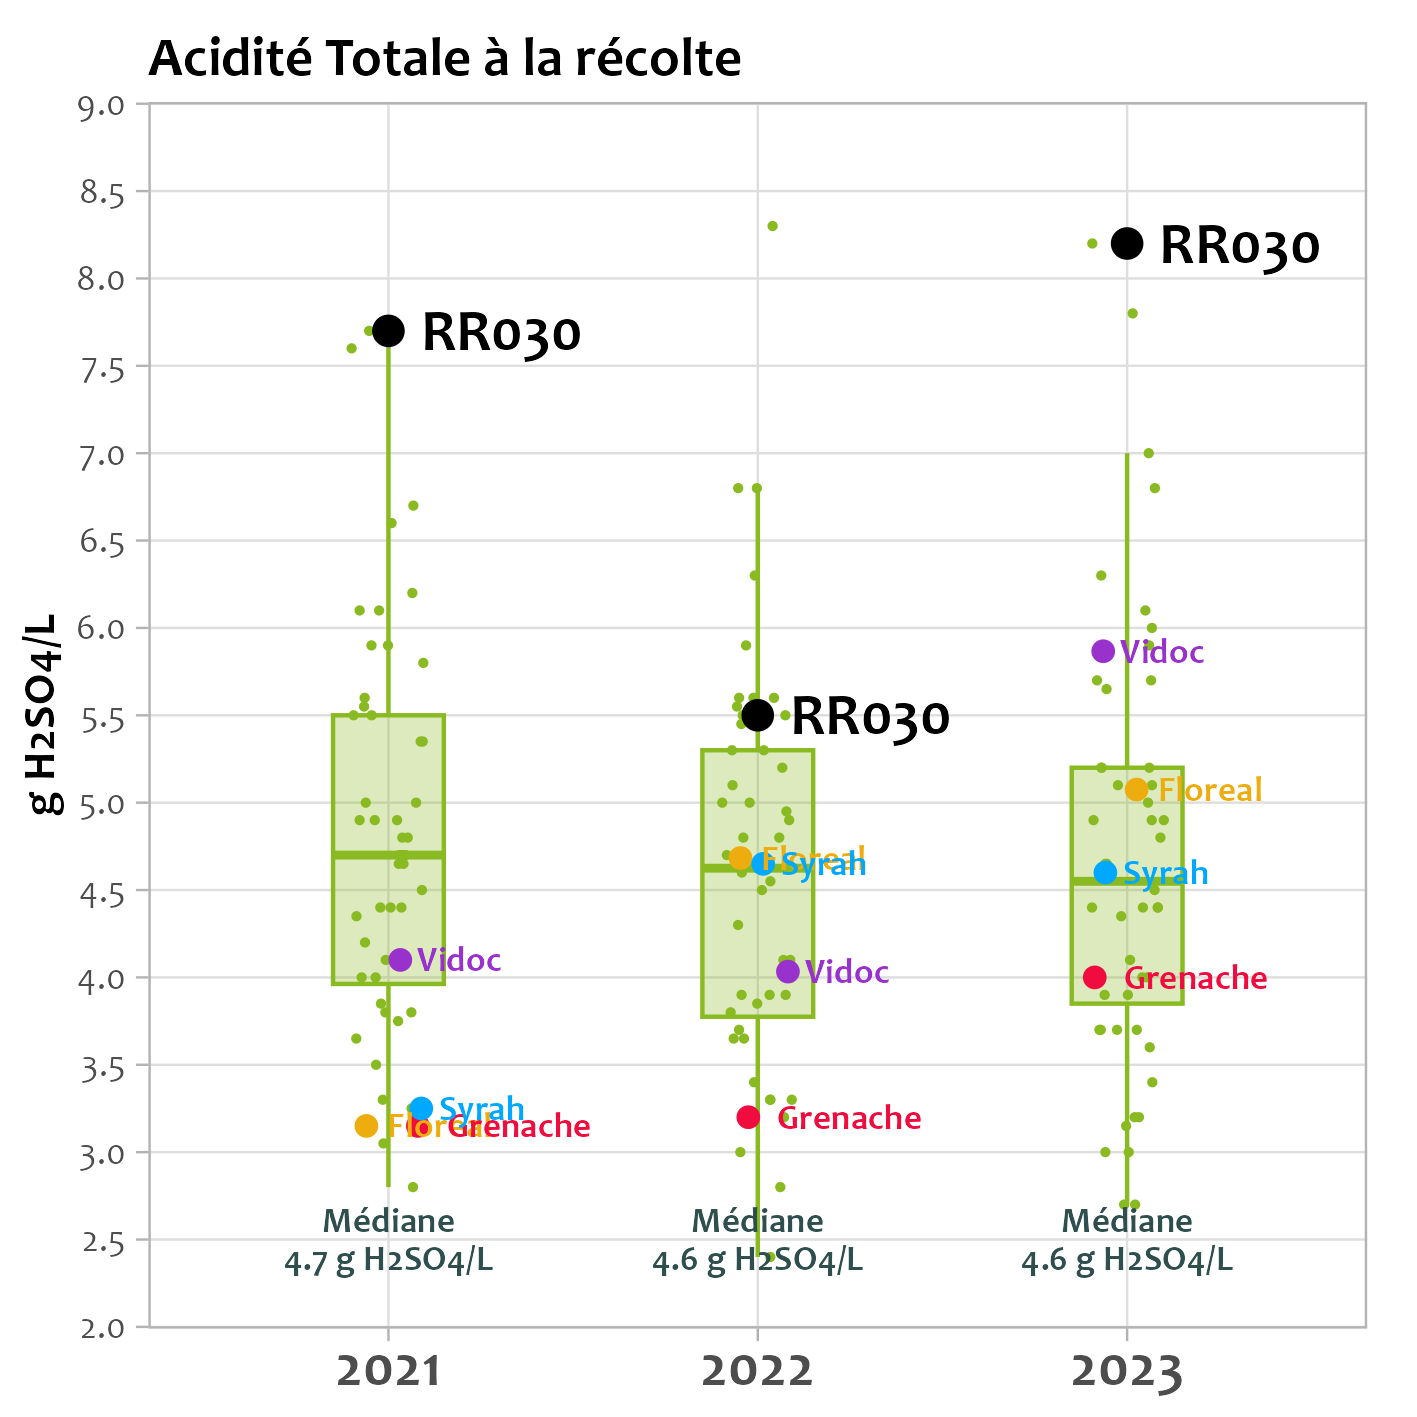 Acidité Totale à la récolte
g H2SO4/L
9.0
8.5
8.0
7.5
7.0
6.5
6.0
5.5
5.0
4.5
4.0
3.5
3.0
2.5
2.0
RR030
RR030
RR030
Vidoc
Floreal
Floreal
Syrah
Syrah
Vidoc
Vidoc
Grenache
Syrah
Floreal
Grenache
Grenache
Médiane
4.7 g H2SO4/L
Médiane
4.6 g H2SO4/L
Médiane
4.6 g H2SO4/L
2021
2022
2023